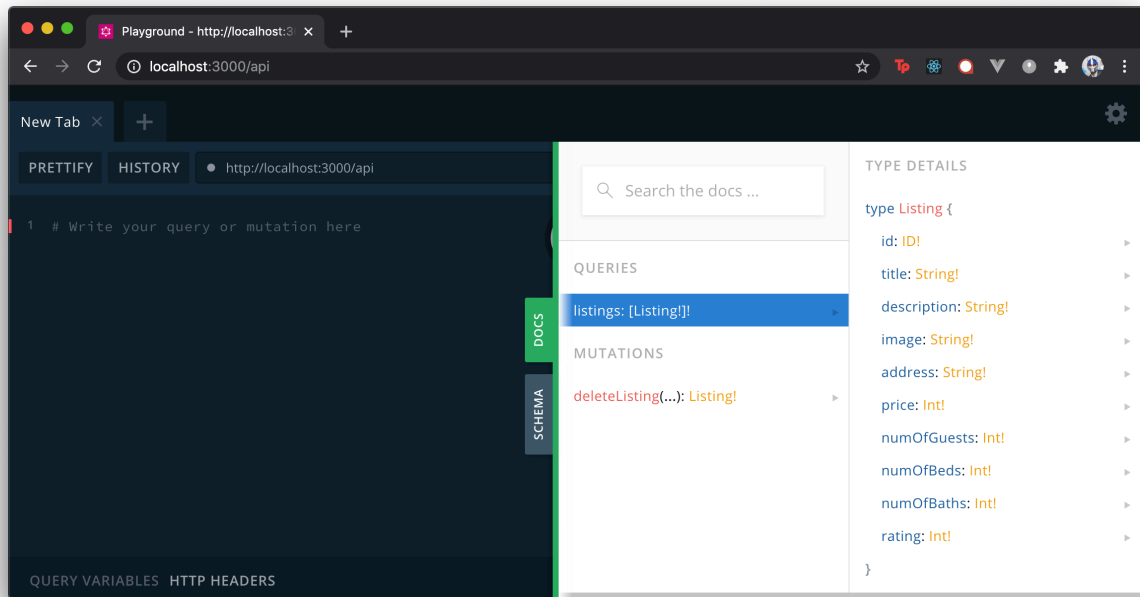 Playground - http://localhost:3
localhost:3000/api
Tp
New Tab
PRETTIFY
HISTORY
http://localhost:3000/api
1 # Write your query or mutation here
DOCS
SCHEMA
QUERY VARIABLES
HTTP HEADERS
Search the docs ...
QUERIES
listings: [Listing!]!
MUTATIONS
deleteListing(...): Listing!
TYPE DETAILS
type Listing {
id: ID!
title: String!
description: String!
image: String!
address: String!
price: Int!
numOfGuests: Int!
numOfBeds: Int!
numOfBaths: Int!
rating: Int!
}